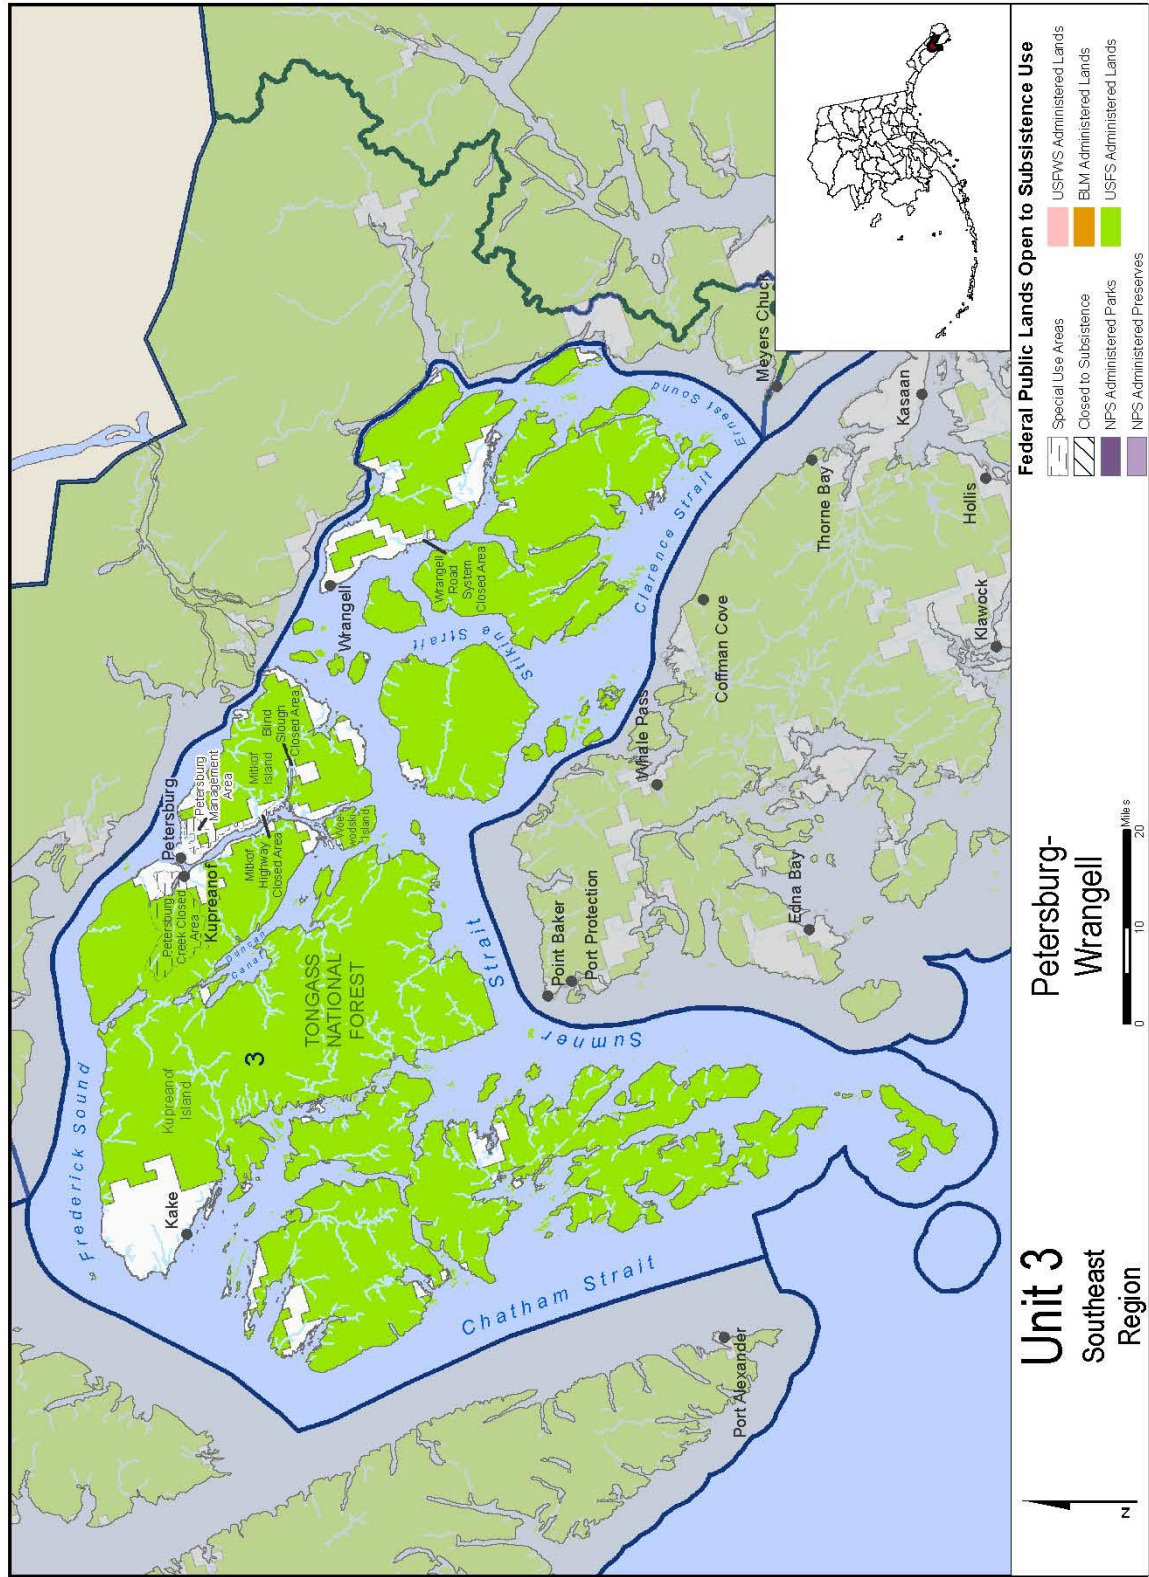 Frederick Sound
Kake
Kupreanof
Island
3
TONGASS
NATIONAL
FOREST
Duncan
Canal
Petersburg
Creek Closed
Area
Kupreanof
Petersburg
Petersburg
Management
Area
Mitkof
Highway
Closed Area
Mitkof
Island
Blind
Slough
Closed Area
Woe-
wodski
Island
Wrangell
Wrangell
Road
System
Closed Area
Stikine Strait
Sumner
Strait
Chatham Strait
Clarence Strait
Ernest Sound
Port Alexander
Point Baker
Port Protection
Edna Bay
Whale Pass
Coffman Cove
Thorne Bay
Klawock
Hollis
Kasaan
Meyers Chuck
N
Unit 3
Southeast
Region
Petersburg-
Wrangell
0 10 20
Miles
Federal Public Lands Open to Subsistence Use
Special Use Areas
Closed to Subsistence
NPS Administered Parks
NPS Administered Preserves
USFWS Administered Lands
BLM Administered Lands
USFS Administered Lands